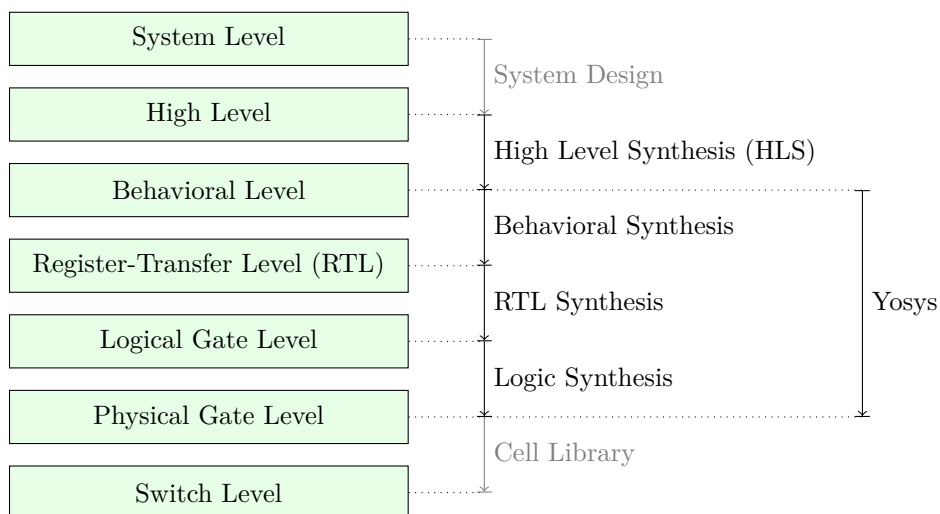 System Level
System Design
High Level
High Level Synthesis (HLS)
Behavioral Level
Behavioral Synthesis
Register-Transfer Level (RTL)
RTL Synthesis
Yosys
Logical Gate Level
Logic Synthesis
Physical Gate Level
Cell Library
Switch Level